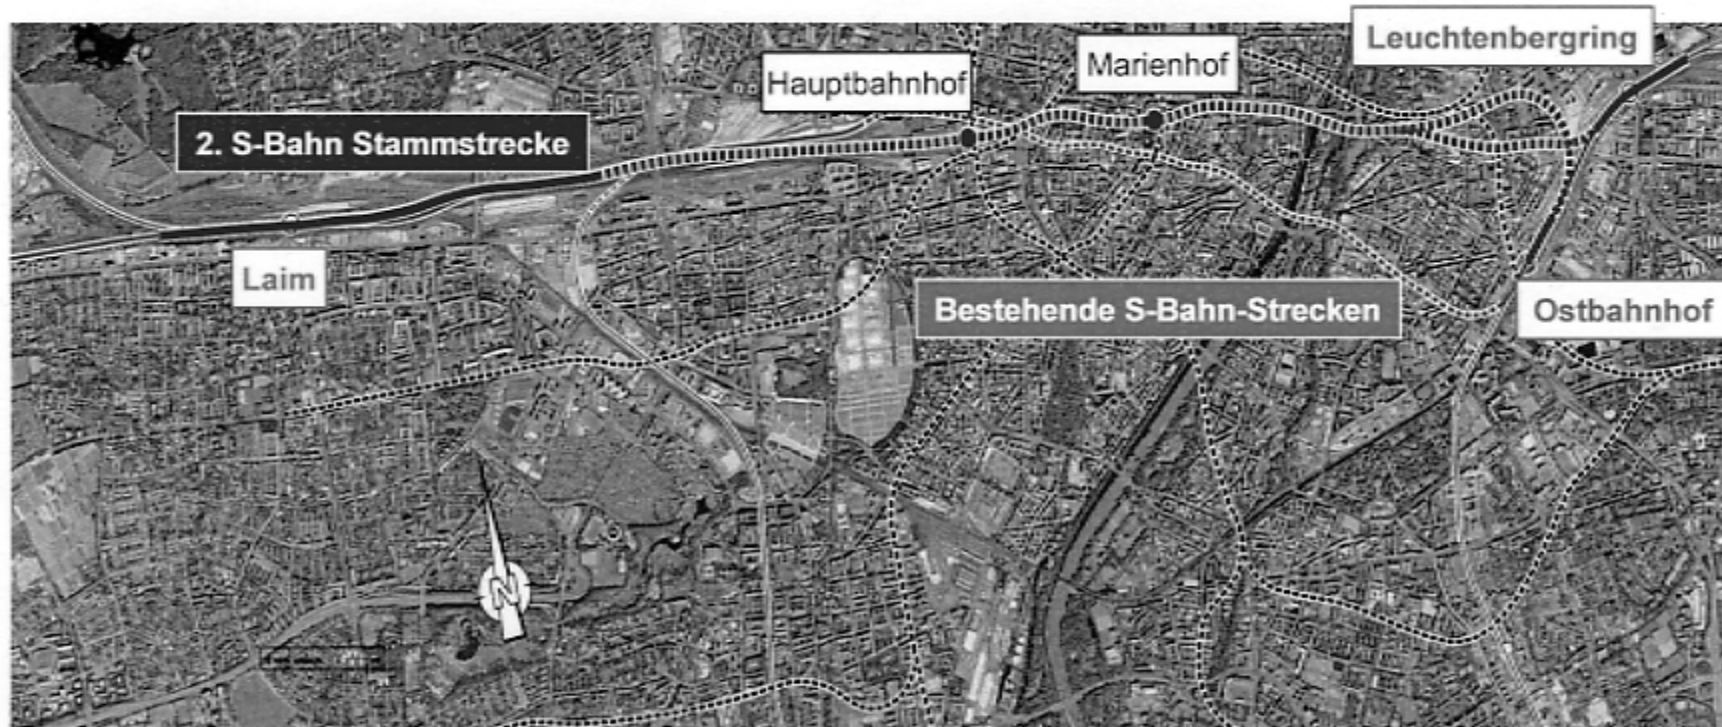 Leuchtenbergring
Marienhof
Hauptbahnhof
2. S-Bahn Stammstrecke
Laim
Bestehende S-Bahn-Strecken
Ostbahnhof
N